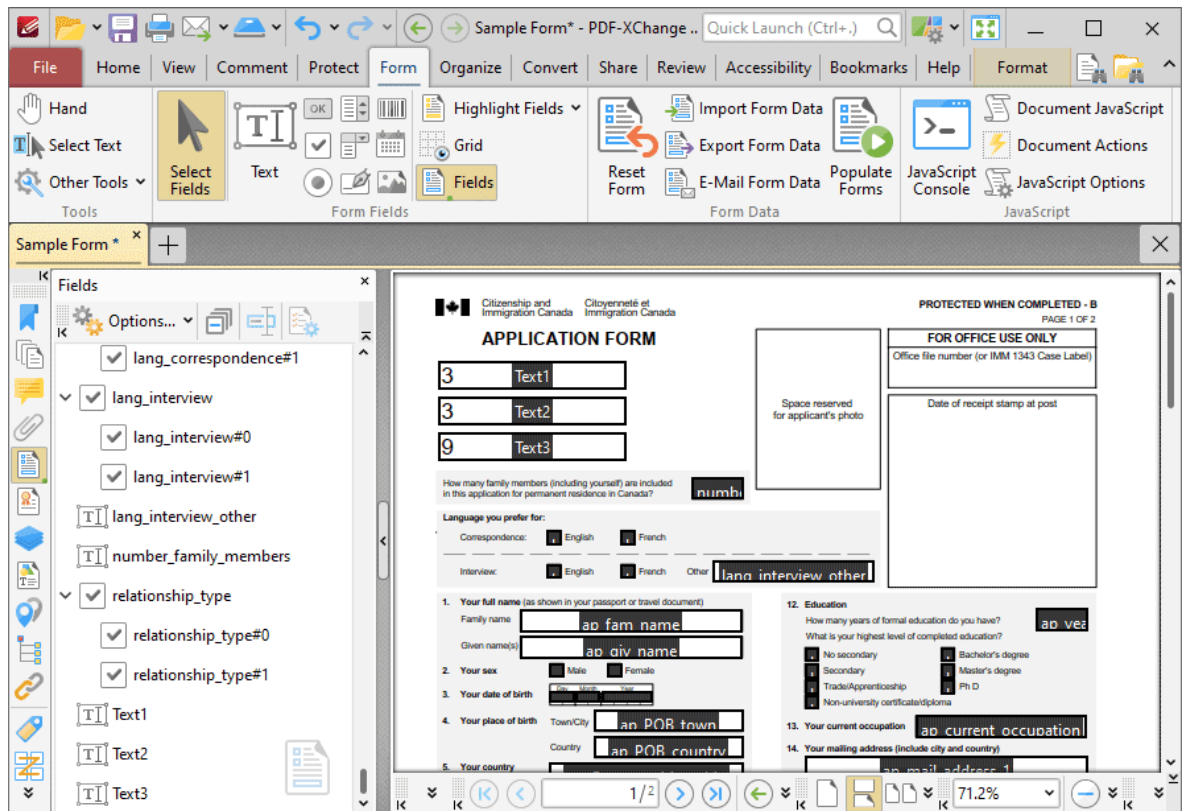 Sample Form* - PDF-XChange ..
Quick Launch (Ctrl+.)
File Home View Comment Protect Form Organize Convert Share Review Accessibility Bookmarks Help Format
Hand
Select Text
Other Tools
Tools
Select Fields
Text
OK
Highlight Fields
Grid
Fields
Form Fields
Reset Form
Import Form Data
Export Form Data
E-Mail Form Data
Populate Forms
Form Data
JavaScript Console
Document JavaScript
Document Actions
JavaScript Options
JavaScript
Sample Form *
Fields
Options...
lang_correspondence#1
lang_interview
lang_interview#0
lang_interview#1
lang_interview_other
number_family_members
relationship_type
relationship_type#0
relationship_type#1
Text1
Text2
Text3
Citizenship and Immigration Canada
Citoyenneté et Immigration Canada
PROTECTED WHEN COMPLETED - B
PAGE 1 OF 2
APPLICATION FORM
3 Text1
3 Text2
9 Text3
Space reserved for applicant's photo
FOR OFFICE USE ONLY
Office file number (or IMM 1343 Case Label)
Date of receipt stamp at post
How many family members (including yourself) are included
in this application for permanent residence in Canada?
numbe
Language you prefer for:
Correspondence: English French
Interview: English French Other lang_interview_other
1. Your full name (as shown in your passport or travel document)
Family name ap_fam_name
Given name(s) ap_giv_name
2. Your sex Male Female
3. Your date of birth Day Month Year
4. Your place of birth Town/City ap_POB_town
Country ap_POB_country
5. Your country
12. Education
How many years of formal education do you have? ap_yea
What is your highest level of completed education?
No secondary Bachelor's degree
Secondary Master's degree
Trade/Apprenticeship Ph D
Non-university certificate/diploma
13. Your current occupation ap_current_occupation
14. Your mailing address (include city and country)
ap_mail_address_1
1/2
71.2%